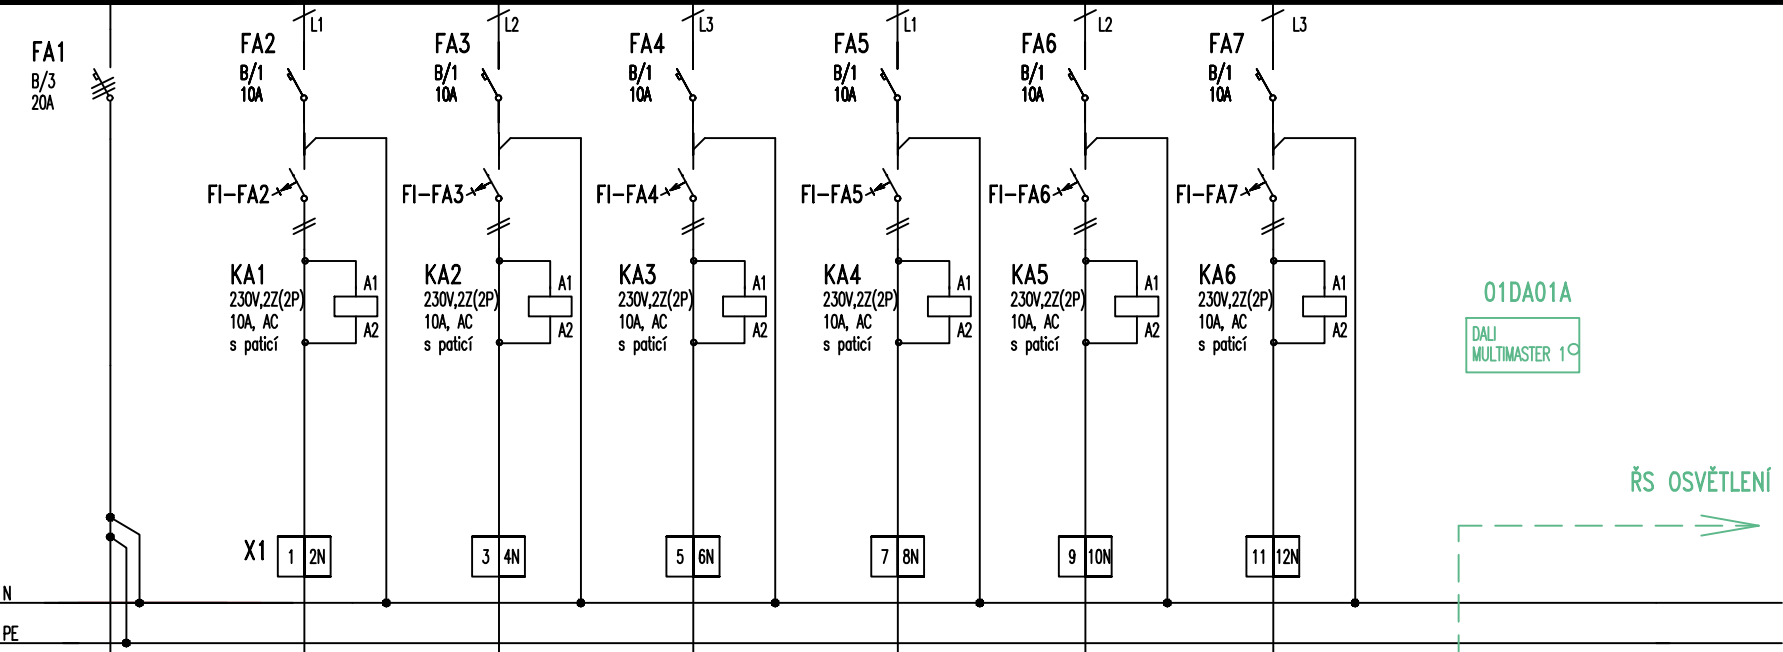 L1
L2
L3
L1
L2
L3
FA1
B/3
20A
FA2
B/1
10A
FA3
B/1
10A
FA4
B/1
10A
FA5
B/1
10A
FA6
B/1
10A
FA7
B/1
10A
FI-FA2
FI-FA3
FI-FA4
FI-FA5
FI-FA6
FI-FA7
KA1
230V,2Z(2P)
10A, AC
s paticí
A1
A2
KA2
230V,2Z(2P)
10A, AC
s paticí
A1
A2
KA3
230V,2Z(2P)
10A, AC
s paticí
A1
A2
KA4
230V,2Z(2P)
10A, AC
s paticí
A1
A2
KA5
230V,2Z(2P)
10A, AC
s paticí
A1
A2
KA6
230V,2Z(2P)
10A, AC
s paticí
A1
A2
01DA01A
DALI
MULTIMASTER 1
ŘS OSVĚTLENÍ
X1
1 2N
3 4N
5 6N
7 8N
9 10N
11 12N
N
PE